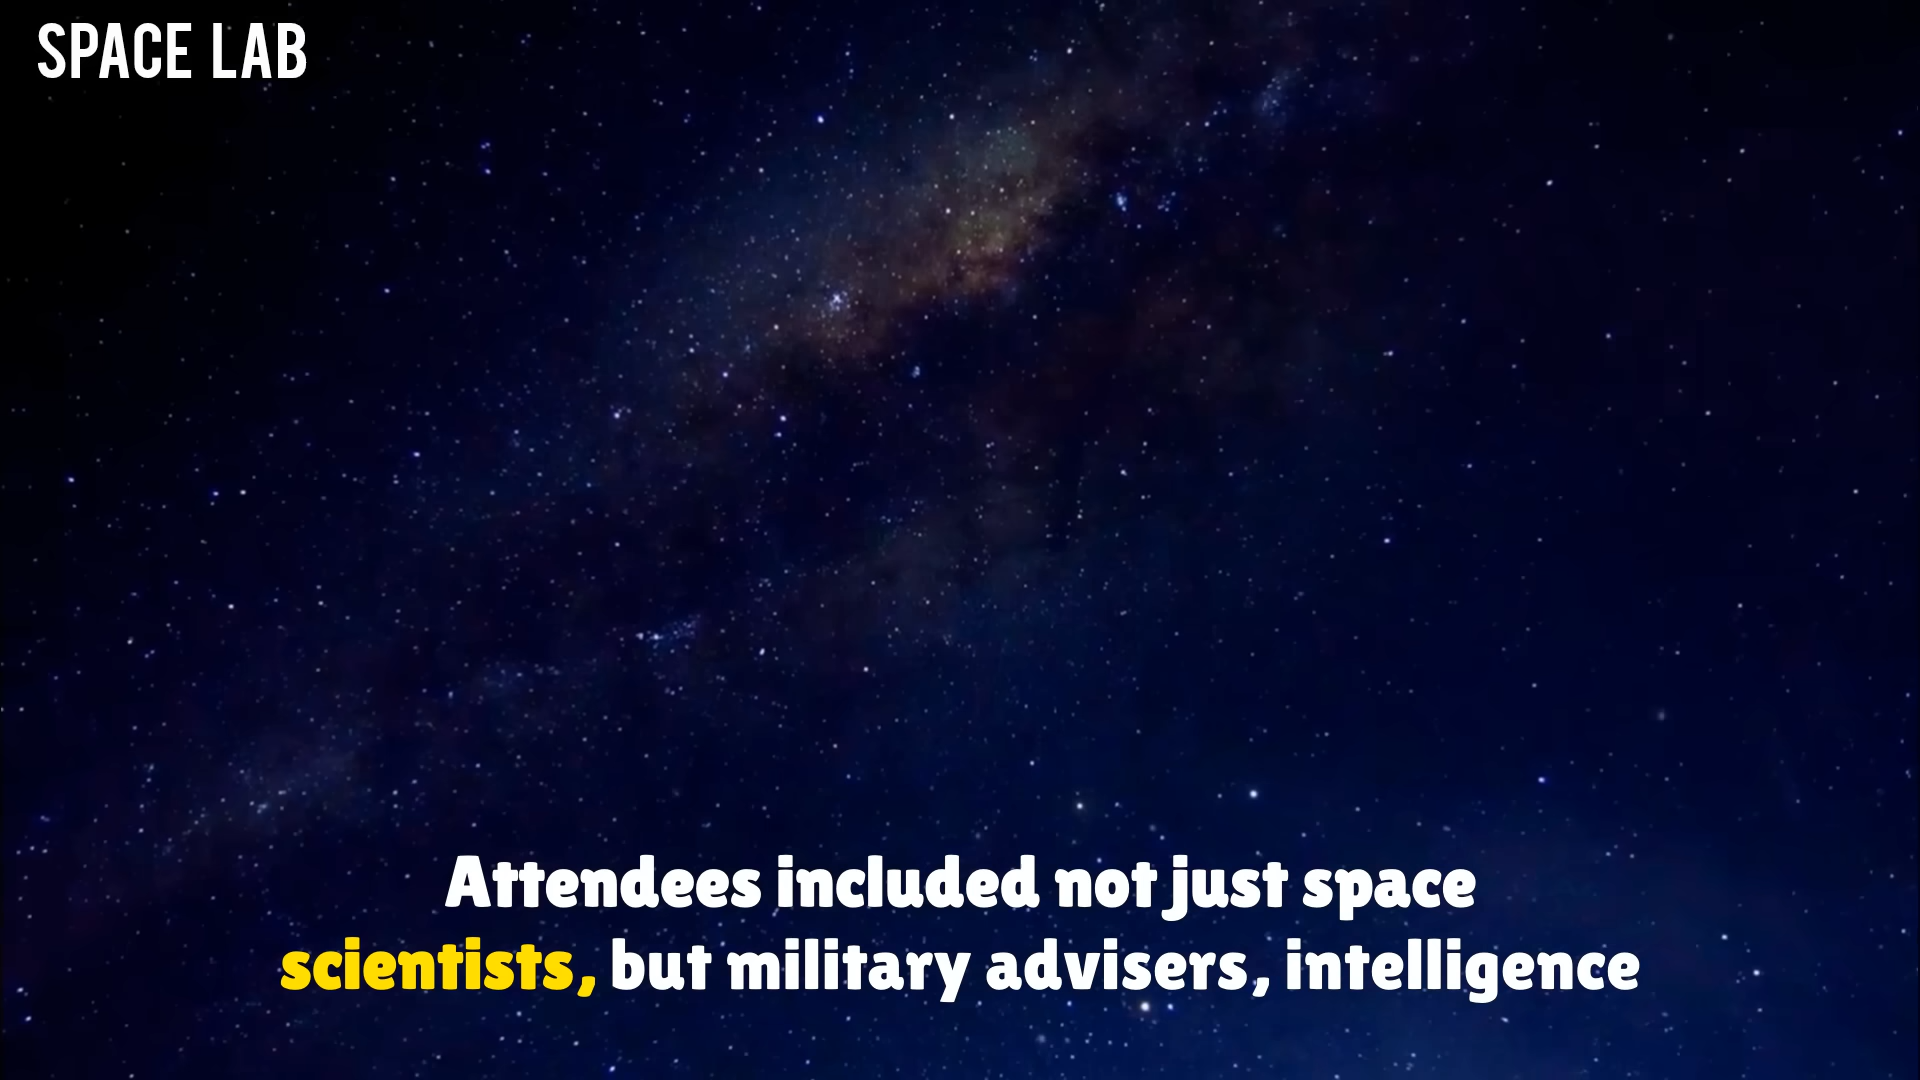 SPACE LAB
Attendees included not just space
scientists, but military advisers, intelligence